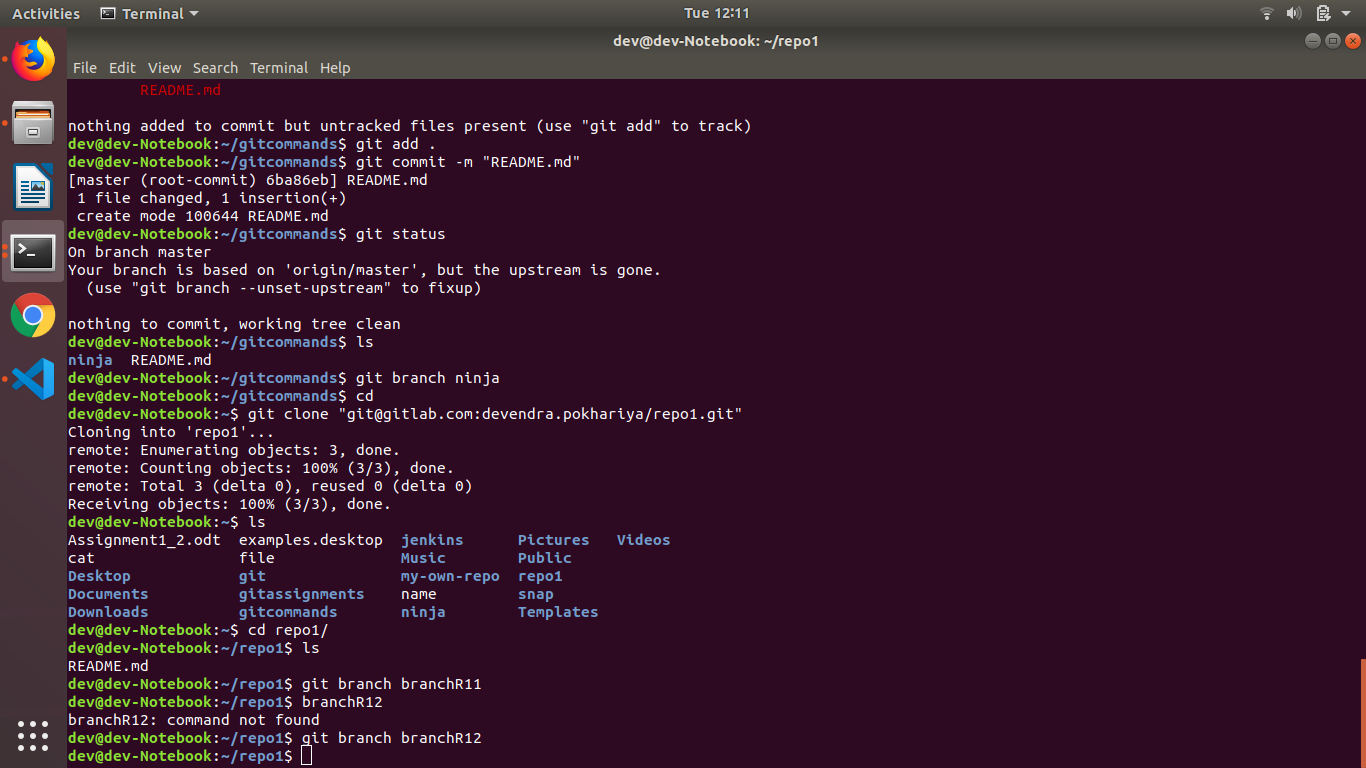 Activities Terminal Tue 12:11
dev@dev-Notebook: ~/repo1
File Edit View Search Terminal Help
README.md
nothing added to commit but untracked files present (use "git add" to track)
dev@dev-Notebook:~/gitcommands$ git add .
dev@dev-Notebook:~/gitcommands$ git commit -m "README.md"
[master (root-commit) 6ba86eb] README.md
 1 file changed, 1 insertion(+)
 create mode 100644 README.md
dev@dev-Notebook:~/gitcommands$ git status
On branch master
Your branch is based on 'origin/master', but the upstream is gone.
  (use "git branch --unset-upstream" to fixup)
nothing to commit, working tree clean
dev@dev-Notebook:~/gitcommands$ ls
ninja  README.md
dev@dev-Notebook:~/gitcommands$ git branch ninja
dev@dev-Notebook:~/gitcommands$ cd
dev@dev-Notebook:~$ git clone "git@gitlab.com:devendra.pokhariya/repo1.git"
Cloning into 'repo1'...
remote: Enumerating objects: 3, done.
remote: Counting objects: 100% (3/3), done.
remote: Total 3 (delta 0), reused 0 (delta 0)
Receiving objects: 100% (3/3), done.
dev@dev-Notebook:~$ ls
Assignment1_2.odt  examples.desktop  jenkins      Pictures   Videos
cat                file              Music        Public
Desktop            git               my-own-repo  repo1
Documents          gitassignments    name         snap
Downloads          gitcommands       ninja        Templates
dev@dev-Notebook:~$ cd repo1/
dev@dev-Notebook:~/repo1$ ls
README.md
dev@dev-Notebook:~/repo1$ git branch branchR11
dev@dev-Notebook:~/repo1$ branchR12
branchR12: command not found
dev@dev-Notebook:~/repo1$ git branch branchR12
dev@dev-Notebook:~/repo1$